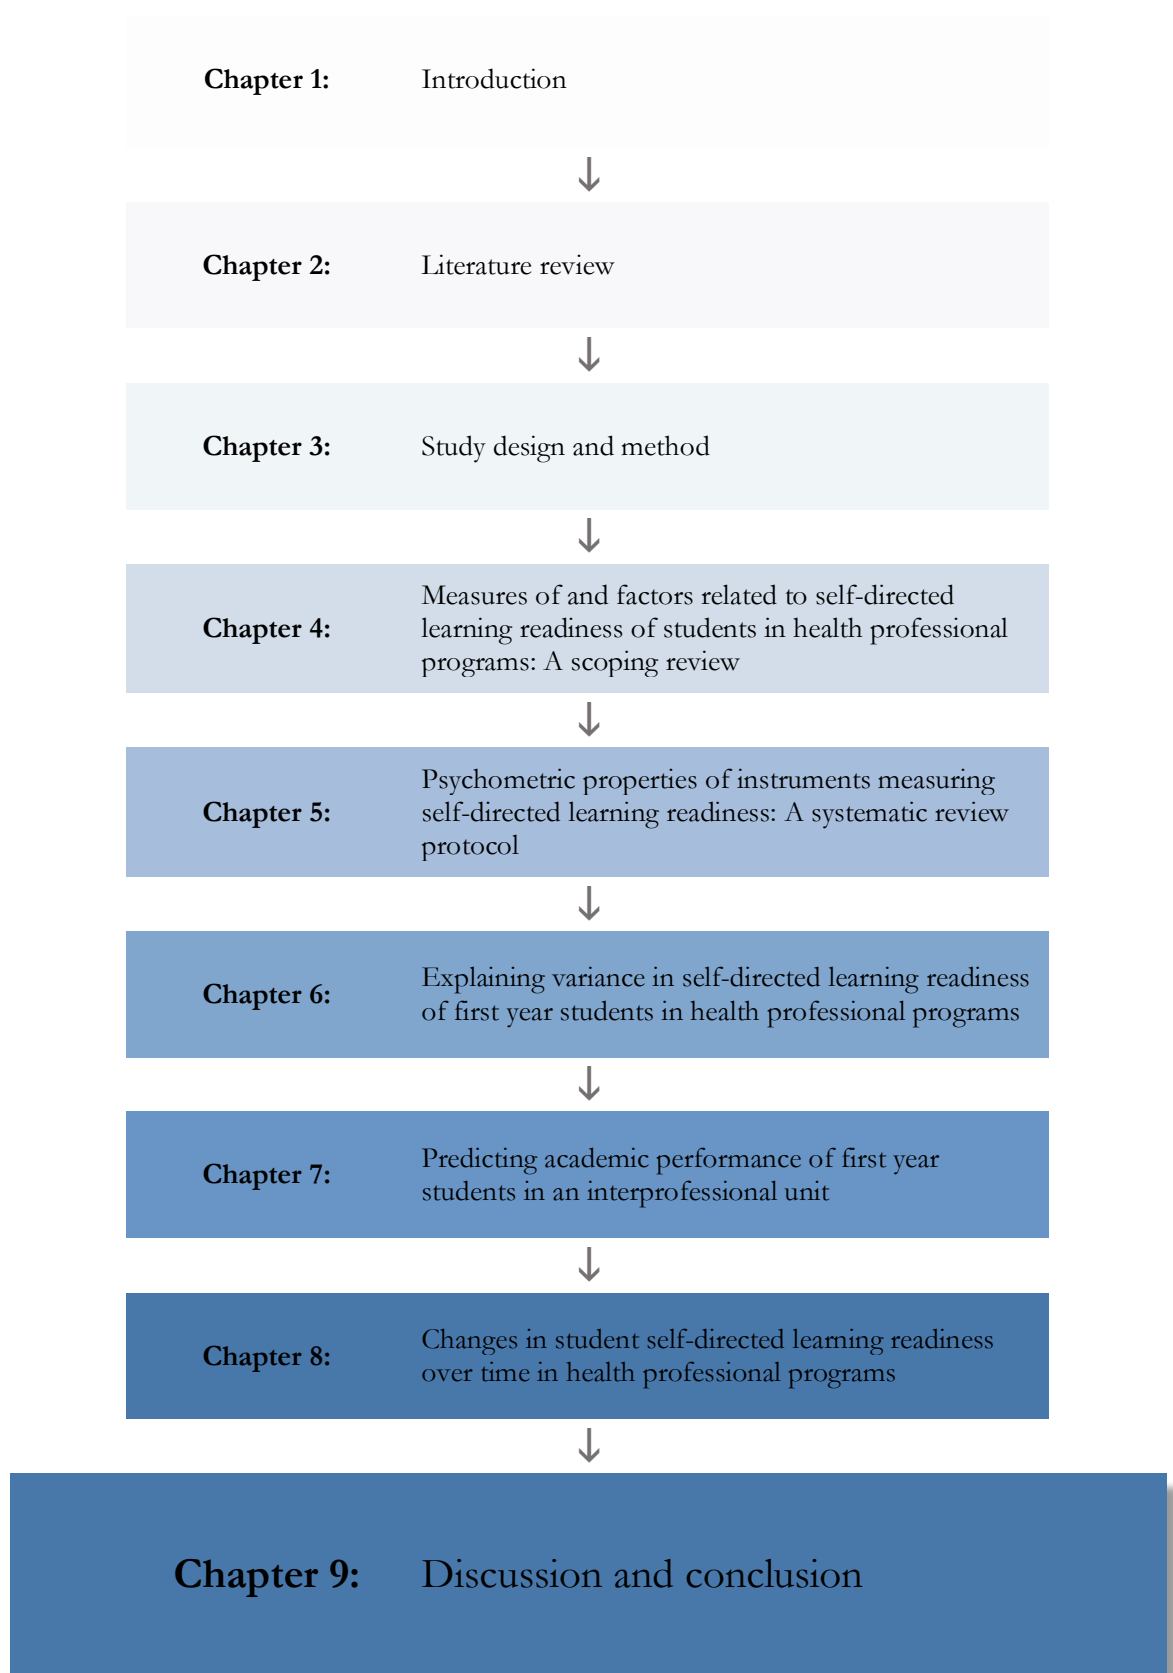 Chapter 1: Introduction
Chapter 2: Literature review
Chapter 3: Study design and method
Measures of and factors related to self-directed
Chapter 4: learning readiness of students in health professional
programs: A scoping review
Psychometric properties of instruments measuring
Chapter 5: self-directed learning readiness: A systematic review
protocol
Chapter 6: Explaining variance in self-directed learning readiness
of first year students in health professional programs
Chapter 7: Predicting academic performance of first year
students in an interprofessional unit
Chapter 8: Changes in student self-directed learning readiness
over time in health professional programs
Chapter 9: Discussion and conclusion